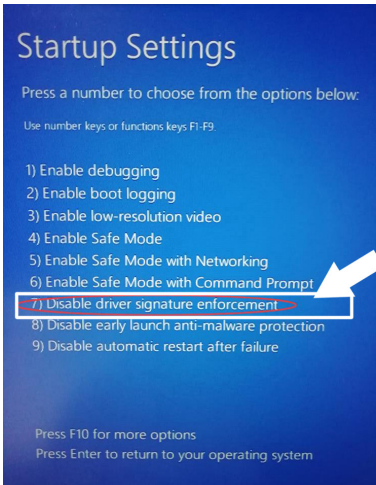 Startup Settings
Press a number to choose from the options below:
Use number keys or functions keys F1-F9.
1) Enable debugging
2) Enable boot logging
3) Enable low-resolution video
4) Enable Safe Mode
5) Enable Safe Mode with Networking
6) Enable Safe Mode with Command Prompt
7) Disable driver signature enforcement
8) Disable early launch anti-malware protection
9) Disable automatic restart after failure
Press F10 for more options
Press Enter to return to your operating system